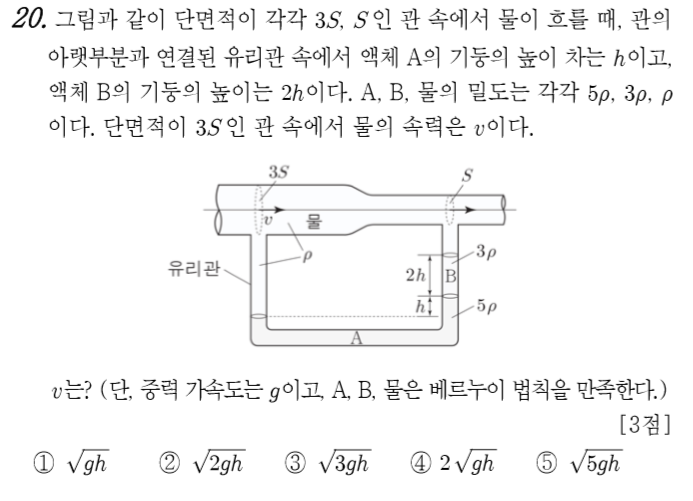 20. 그림과 같이 단면적이 각각 3S, S인 관 속에서 물이 흐를 때, 관의
아랫부분과 연결된 유리관 속에서 액체 A의 기둥의 높이 차는 h이고,
액체 B의 기둥의 높이는 2h이다. A, B, 물의 밀도는 각각 5ρ, 3ρ, ρ
이다. 단면적이 3S인 관 속에서 물의 속력은 v이다.
3S
S
v
물
ρ
유리관
3ρ
2h
B
h
5ρ
A
v는? (단, 중력 가속도는 g이고, A, B, 물은 베르누이 법칙을 만족한다.)
[3점]
① √gh ② √2gh ③ √3gh ④ 2√gh ⑤ √5gh